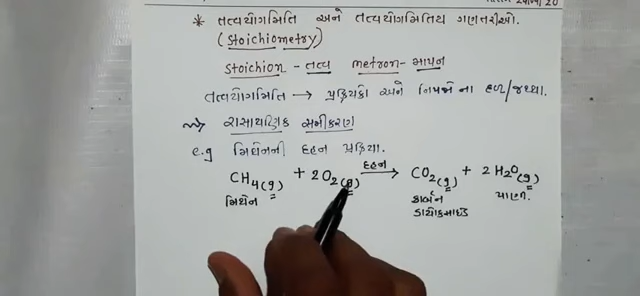 * તત્વયોગમિતિ અને તત્વયોગમિતિય ગણતરીઓ.
(Stoichiometry)
Stoichion - તત્વ metron - માપન
તત્વયોગમિતિ → પ્રક્રિયકો અને નિપજો ના દળ/જથ્થા.
રાસાયણિક સમીકરણ
e.g મિથેનની દહન પ્રક્રિયા.
CH₄(g) + 2O₂(g) દહન → CO₂(g) + 2H₂O(g)
મિથેન કાર્બન ડાયોક્સાઈડ પાણી.